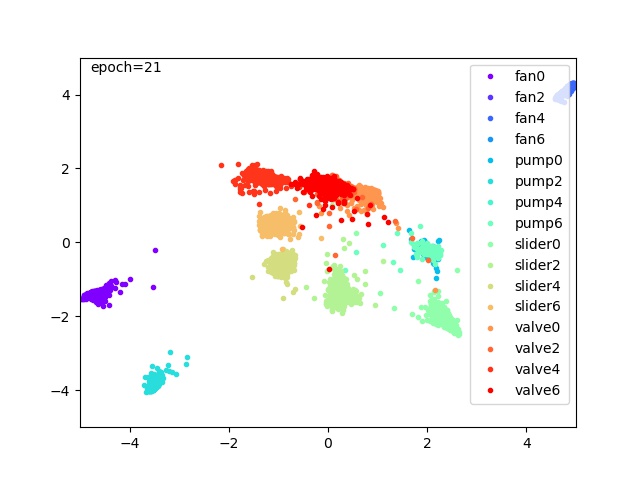 epoch=21
4
2
0
−2
−4
−4
−2
0
2
4
fan0
fan2
fan4
fan6
pump0
pump2
pump4
pump6
slider0
slider2
slider4
slider6
valve0
valve2
valve4
valve6